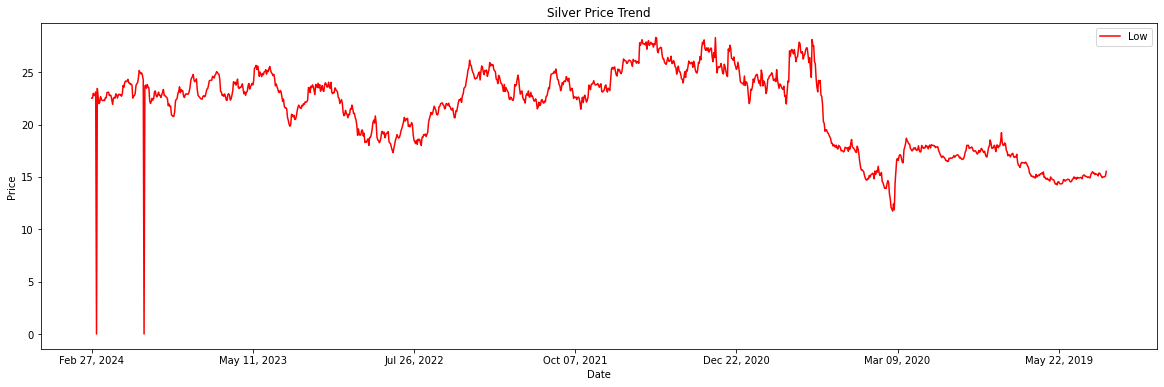 Silver Price Trend
Low
Price
25
20
15
10
5
0
Feb 27, 2024
May 11, 2023
Jul 26, 2022
Oct 07, 2021
Dec 22, 2020
Mar 09, 2020
May 22, 2019
Date